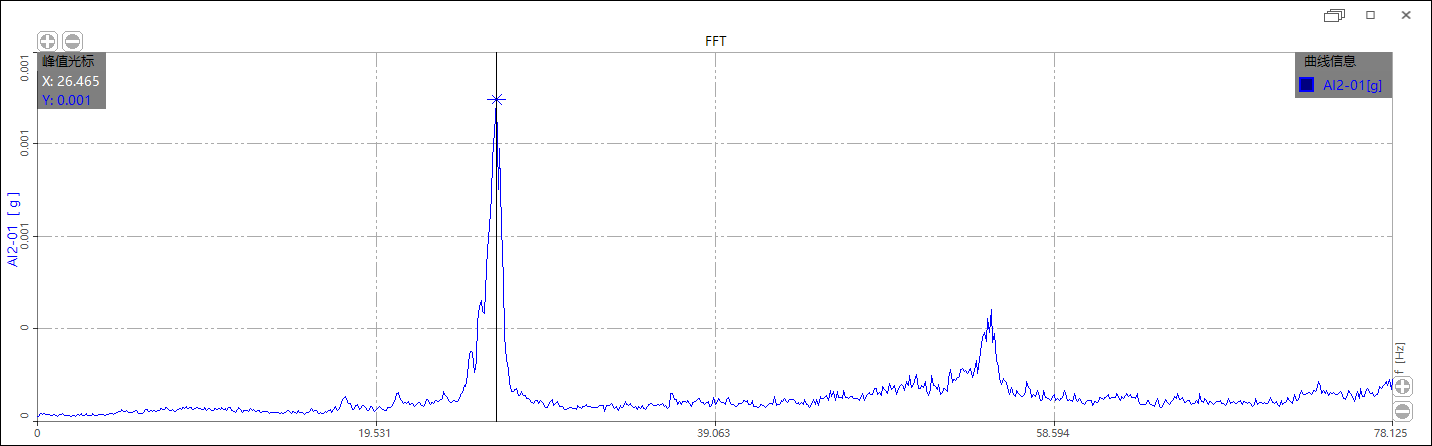 FFT
峰值光标
X: 26.465
Y: 0.001
曲线信息
AI2-01[g]
0.001
0.001
0.001
0
0
AI2-01 [ g ]
f [Hz]
0
19.531
39.063
58.594
78.125